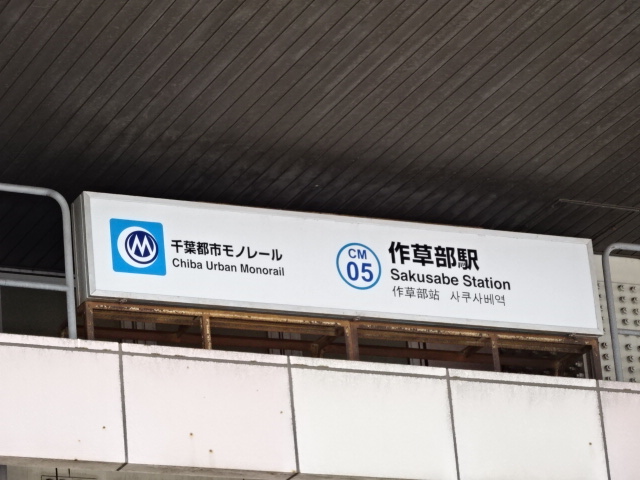 千葉都市モノレール
Chiba Urban Monorail
CM
05
作草部駅
Sakusabe Station
作草部站 사쿠사베역